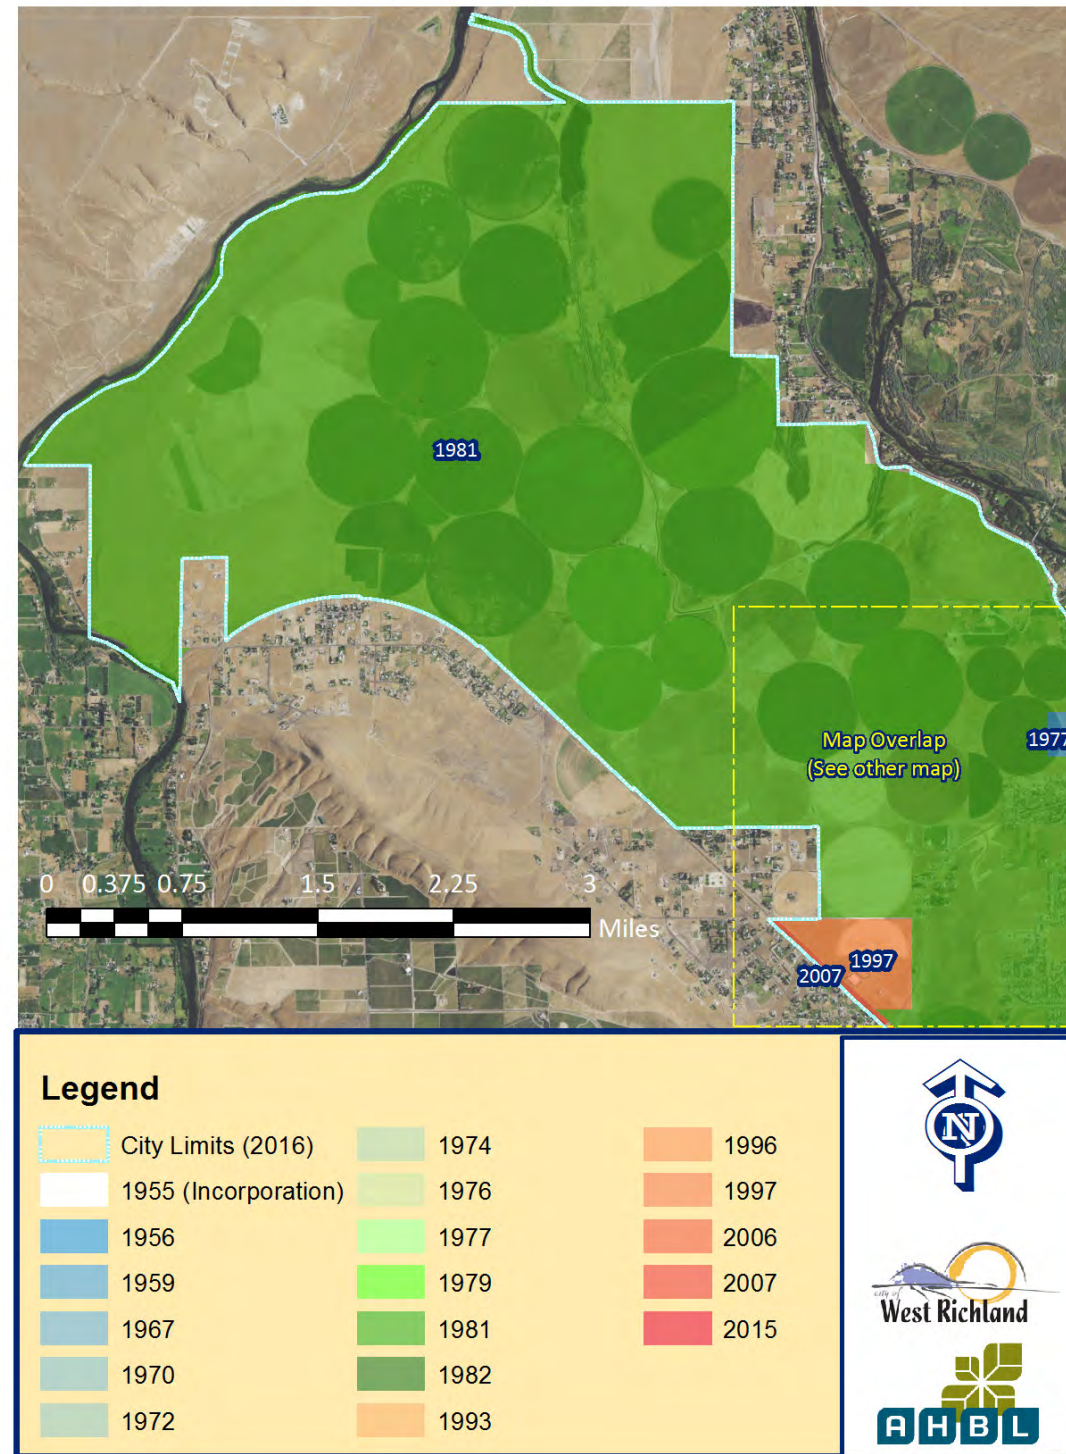 1981
Map Overlap
(See other map)
1977
1997
2007
0 0.375 0.75 1.5 2.25 3
Miles
Legend
City Limits (2016)
1955 (Incorporation)
1956
1959
1967
1970
1972
1974
1976
1977
1979
1981
1982
1993
1996
1997
2006
2007
2015
N
city of
West Richland
AHBL